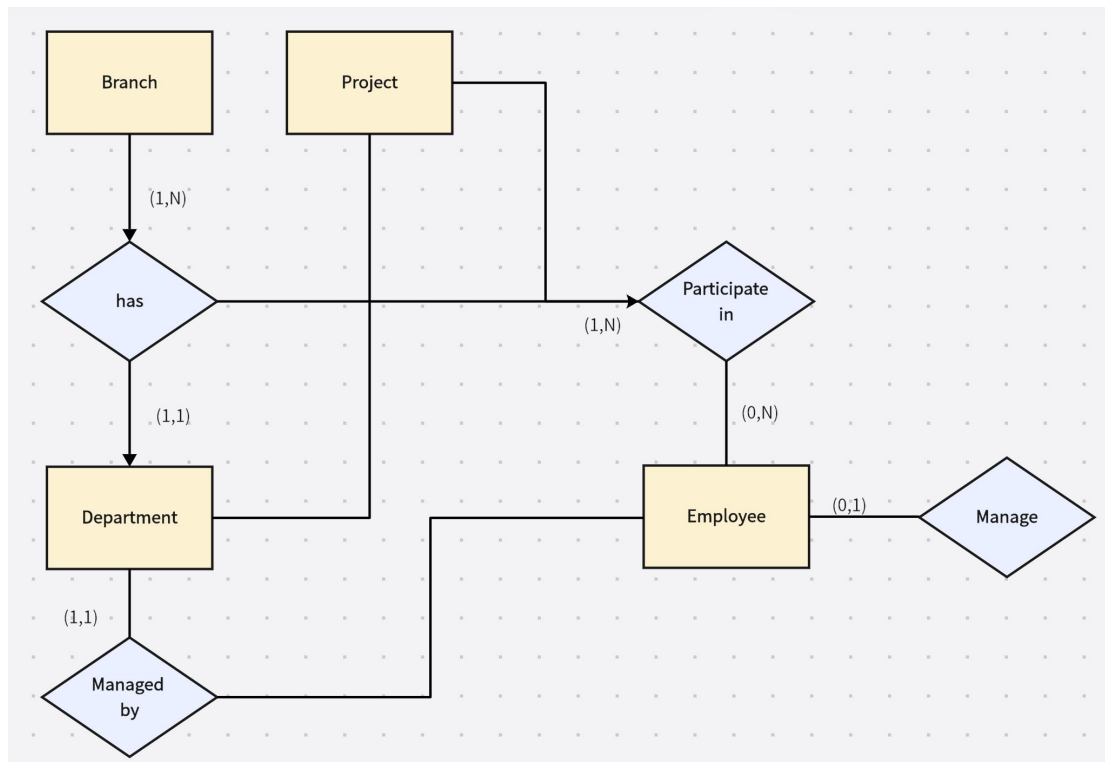 Branch
Project
(1,N)
has
Participate
in
(1,N)
(1,1)
(0,N)
Department
Employee
(0,1)
Manage
(1,1)
Managed
by